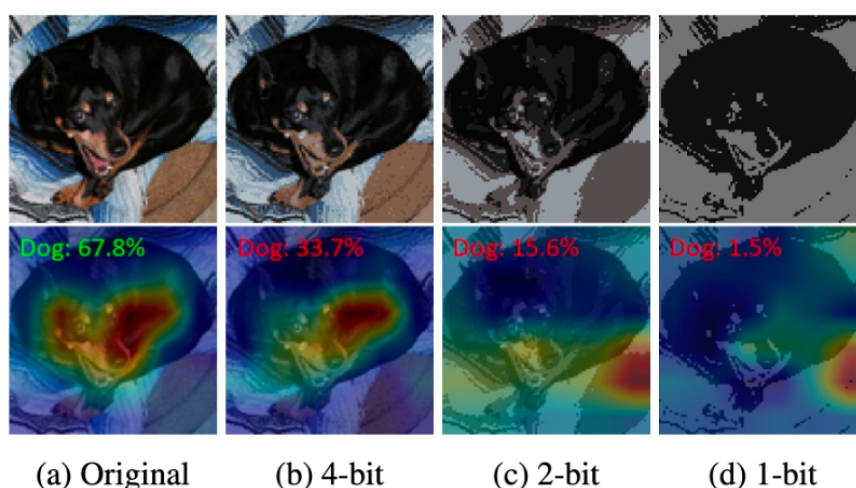 Dog: 67.8% Dog: 33.7% Dog: 15.6% Dog: 1.5%
(a) Original (b) 4-bit (c) 2-bit (d) 1-bit